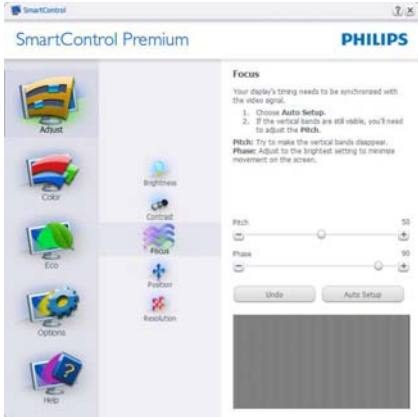 SmartControl
SmartControl Premium
PHILIPS
Adjust
Color
Eco
Options
Help
Brightness
Contrast
Focus
Position
Resolution
Focus
Your display's timing needs to be synchronized with
the video signal.
1. Choose Auto Setup.
2. If the vertical bands are still visible, you'll need
to adjust the Pitch.
Pitch: Try to make the vertical bands disappear.
Phase: Adjust to the brightest setting to minimise
movement on the screen.
Pitch 50
Phase 90
Undo Auto Setup